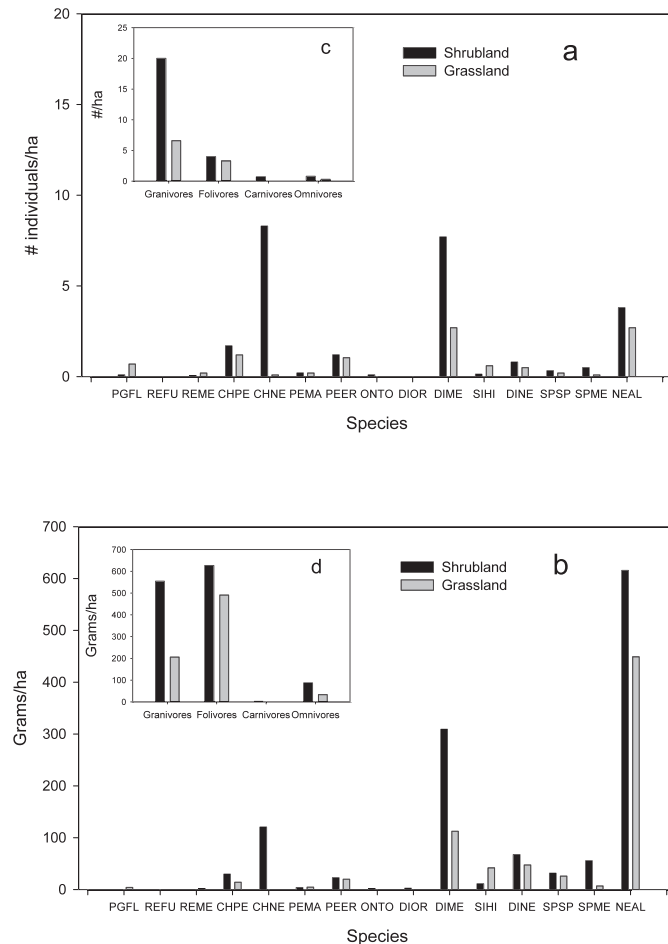 20
15
10
5
0
# individuals/ha
a
Shrubland
Grassland
c
25
20
15
10
5
0
#/ha
Granivores Folivores Carnivores Omnivores
PGFL REFU REME CHPE CHNE PEMA PEER ONTO DIOR DIME SIHI DINE SPSP SPME NEAL
Species
700
600
500
400
300
200
100
0
Grams/ha
b
Shrubland
Grassland
d
700
600
500
400
300
200
100
0
Grams/ha
Granivores Folivores Carnivores Omnivores
PGFL REFU REME CHPE CHNE PEMA PEER ONTO DIOR DIME SIHI DINE SPSP SPME NEAL
Species